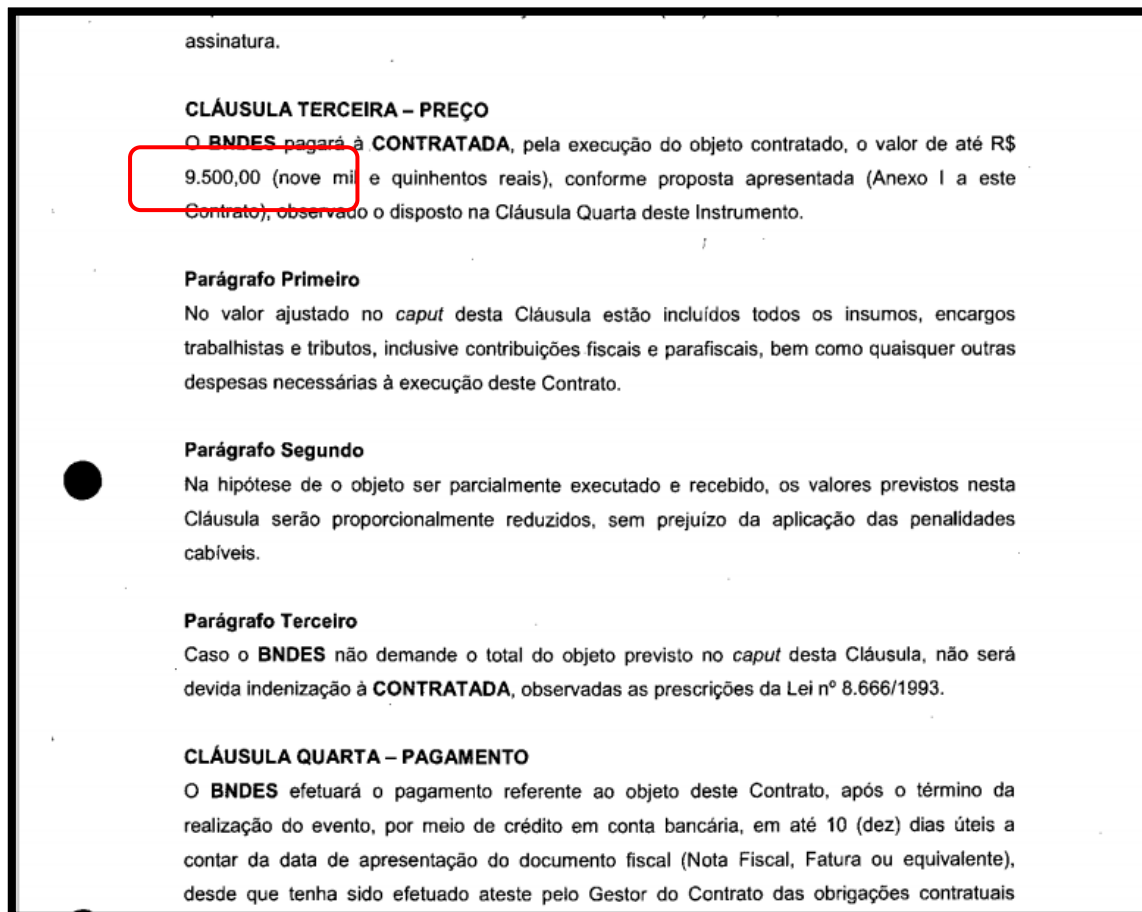 assinatura.
CLÁUSULA TERCEIRA – PREÇO
O BNDES pagará à CONTRATADA, pela execução do objeto contratado, o valor de até R$
9.500,00 (nove mil e quinhentos reais), conforme proposta apresentada (Anexo I a este
Contrato), observado o disposto na Cláusula Quarta deste Instrumento.
Parágrafo Primeiro
No valor ajustado no caput desta Cláusula estão incluídos todos os insumos, encargos
trabalhistas e tributos, inclusive contribuições fiscais e parafiscais, bem como quaisquer outras
despesas necessárias à execução deste Contrato.
Parágrafo Segundo
Na hipótese de o objeto ser parcialmente executado e recebido, os valores previstos nesta
Cláusula serão proporcionalmente reduzidos, sem prejuízo da aplicação das penalidades
cabíveis.
Parágrafo Terceiro
Caso o BNDES não demande o total do objeto previsto no caput desta Cláusula, não será
devida indenização à CONTRATADA, observadas as prescrições da Lei nº 8.666/1993.
CLÁUSULA QUARTA – PAGAMENTO
O BNDES efetuará o pagamento referente ao objeto deste Contrato, após o término da
realização do evento, por meio de crédito em conta bancária, em até 10 (dez) dias úteis a
contar da data de apresentação do documento fiscal (Nota Fiscal, Fatura ou equivalente),
desde que tenha sido efetuado ateste pelo Gestor do Contrato das obrigações contratuais